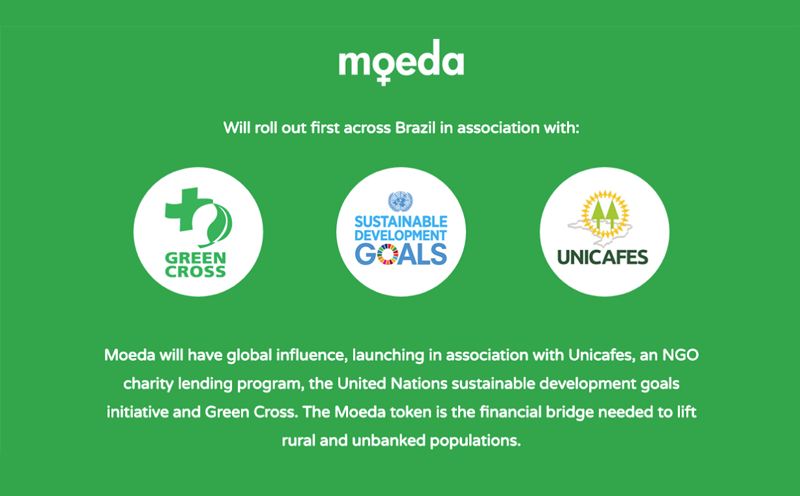 moeda
Will roll out first across Brazil in association with:
GREEN
CROSS
SUSTAINABLE
DEVELOPMENT
GOALS
UNICAFES
Moeda will have global influence, launching in association with Unicafes, an NGO
charity lending program, the United Nations sustainable development goals
initiative and Green Cross. The Moeda token is the financial bridge needed to lift
rural and unbanked populations.